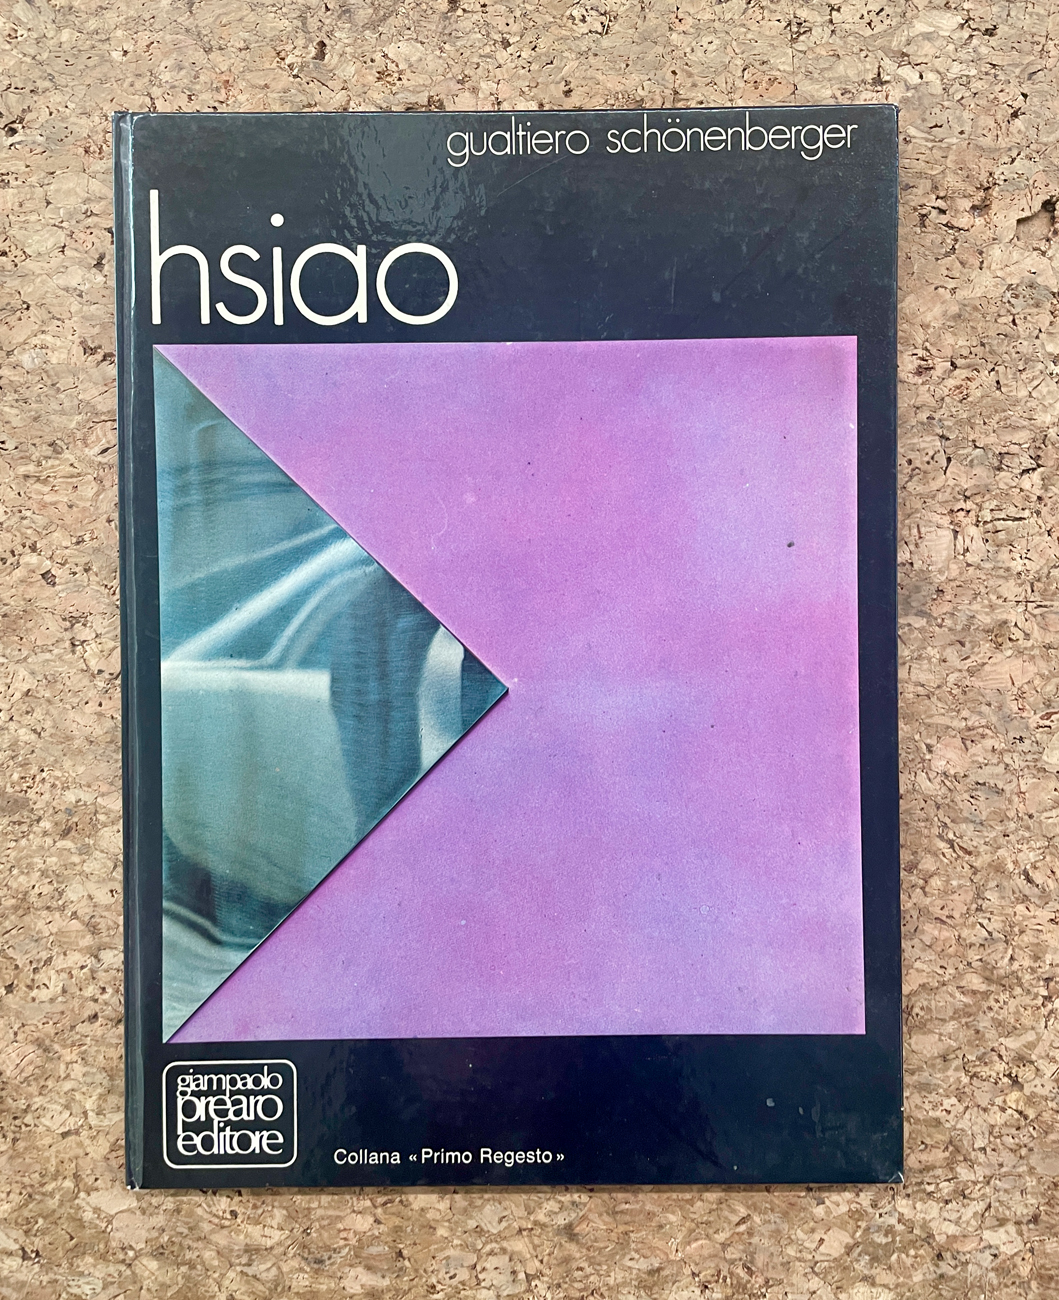 gualtiero schönenberger
hsiao
giampaolo
prearo
editore
Collana «Primo Regesto»